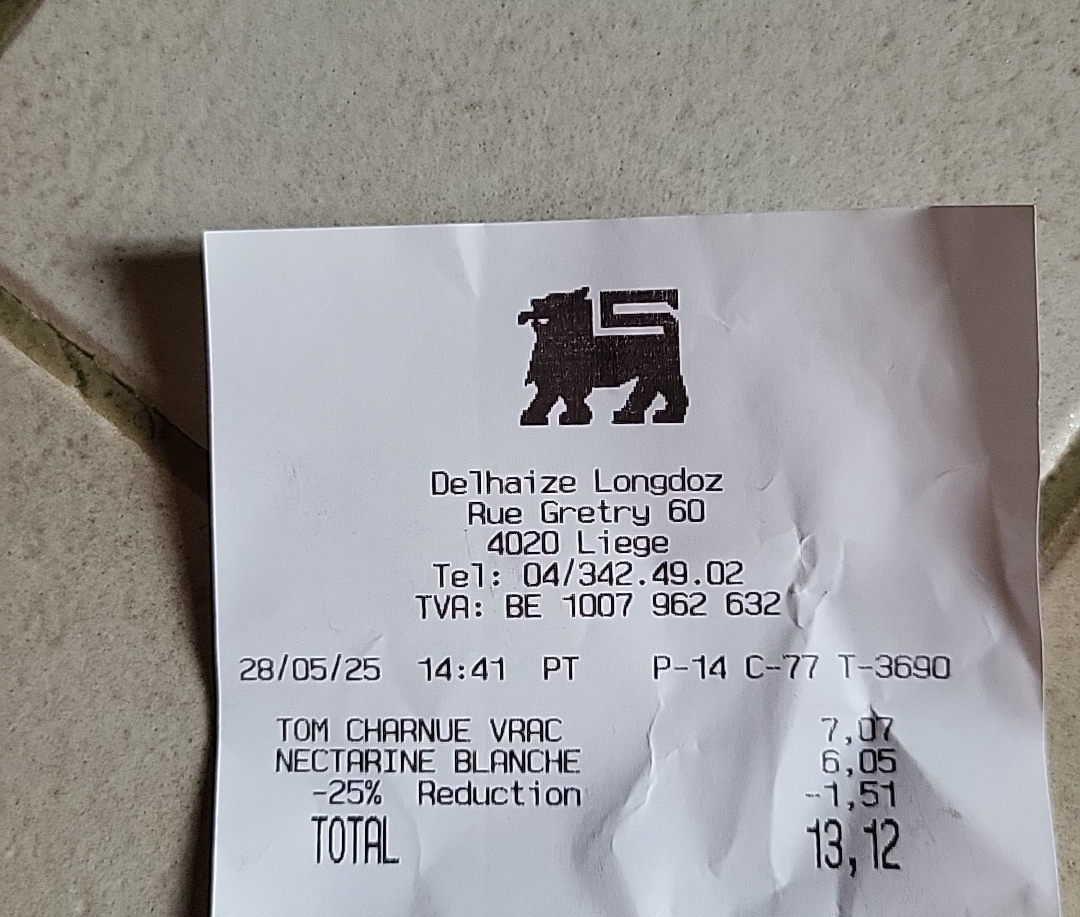 Delhaize Longdoz
Rue Gretry 60
4020 Liege
Tel: 04/342.49.02
TVA: BE 1007 962 632
28/05/25 14:41 PT P-14 C-77 T-3690
TOM CHARNUE VRAC 7,07
NECTARINE BLANCHE 6,05
-25% Reduction -1,51
TOTAL 13,12